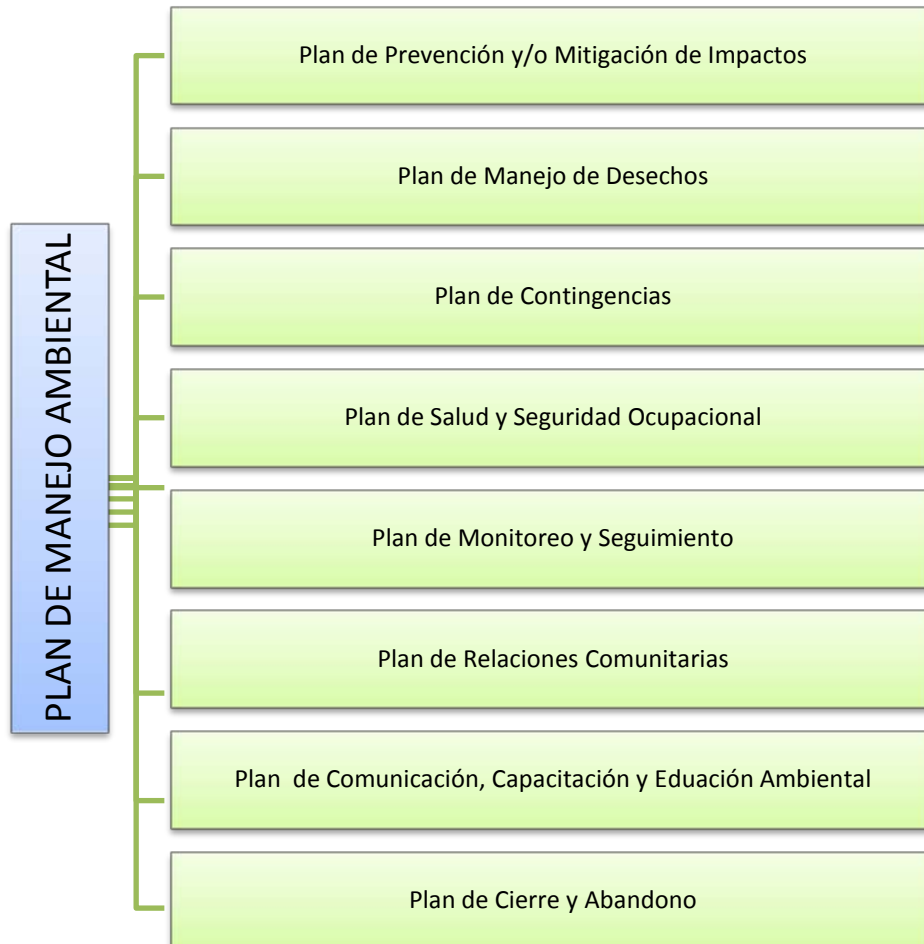 PLAN DE MANEJO AMBIENTAL
Plan de Prevención y/o Mitigación de Impactos
Plan de Manejo de Desechos
Plan de Contingencias
Plan de Salud y Seguridad Ocupacional
Plan de Monitoreo y Seguimiento
Plan de Relaciones Comunitarias
Plan de Comunicación, Capacitación y Eduación Ambiental
Plan de Cierre y Abandono